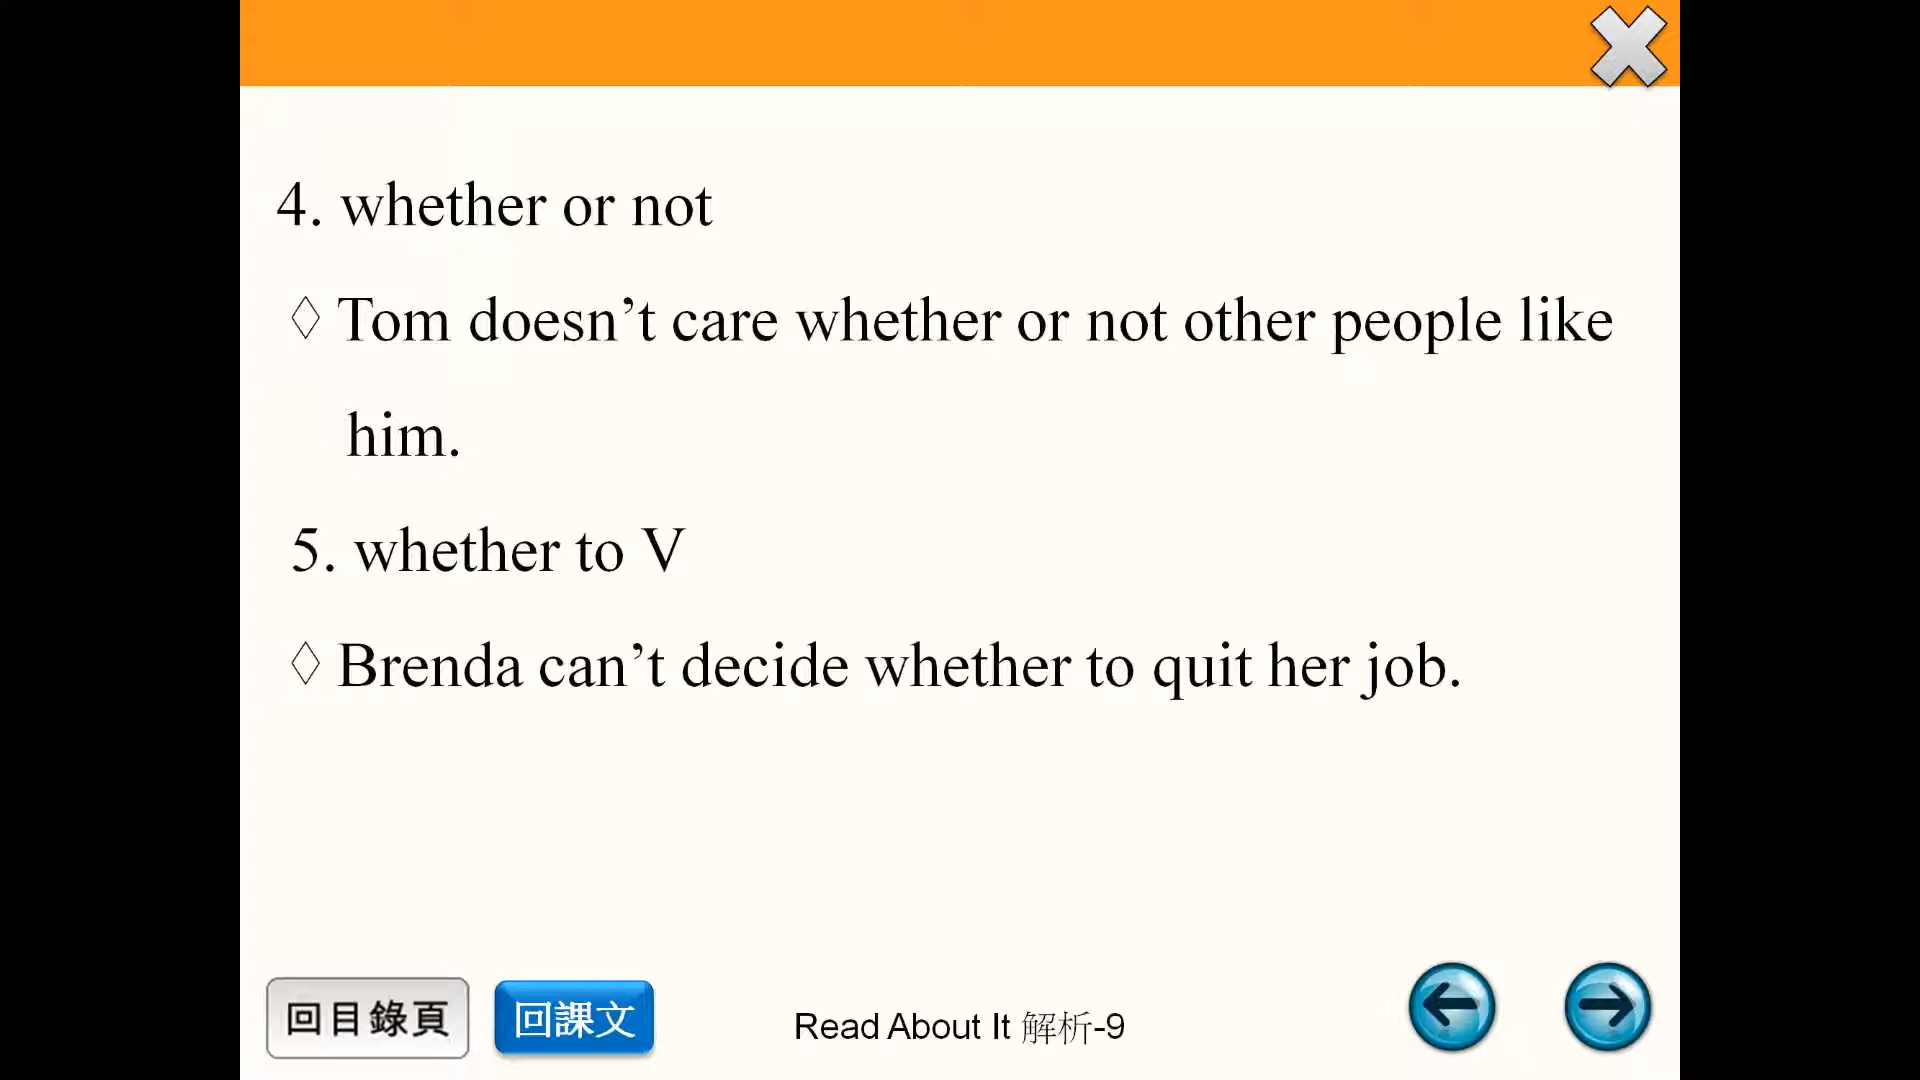 4. whether or not
◊ Tom doesn’t care whether or not other people like
him.
5. whether to V
◊ Brenda can’t decide whether to quit her job.
回目錄頁
回課文
Read About It 解析-9